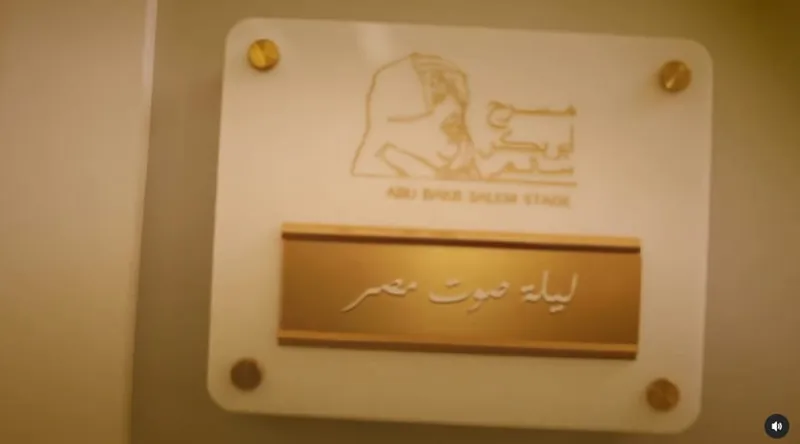 مسرح
أبو بكر
سالم
ABU BAKR SALEM STAGE
ليلة صوت مصر